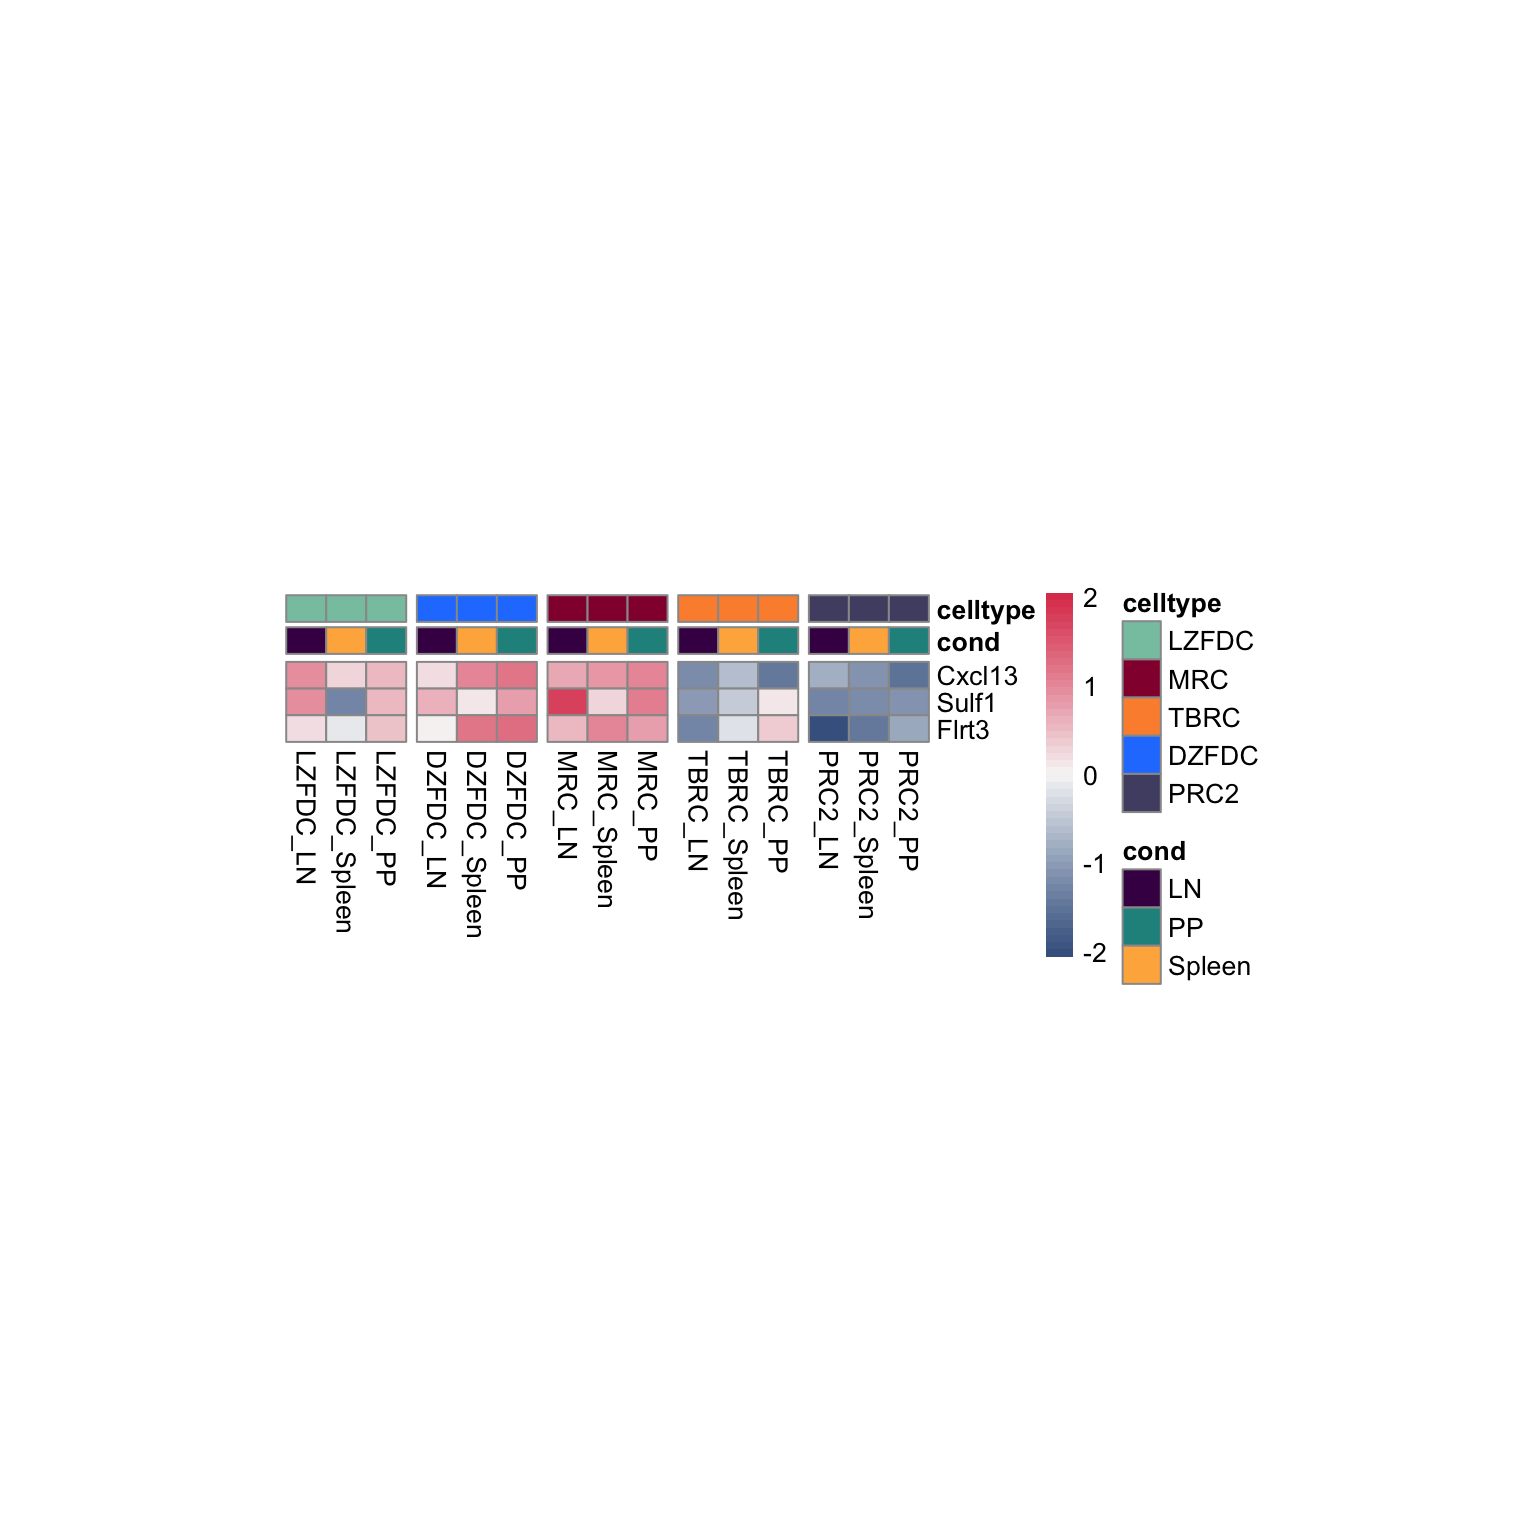 celltype
cond
Cxcl13
Sulf1
Flrt3
LZFDC_LN
LZFDC_Spleen
LZFDC_PP
DZFDC_LN
DZFDC_Spleen
DZFDC_PP
MRC_LN
MRC_Spleen
MRC_PP
TBRC_LN
TBRC_Spleen
TBRC_PP
PRC2_LN
PRC2_Spleen
PRC2_PP
2
1
0
-1
-2
celltype
LZFDC
MRC
TBRC
DZFDC
PRC2
cond
LN
PP
Spleen